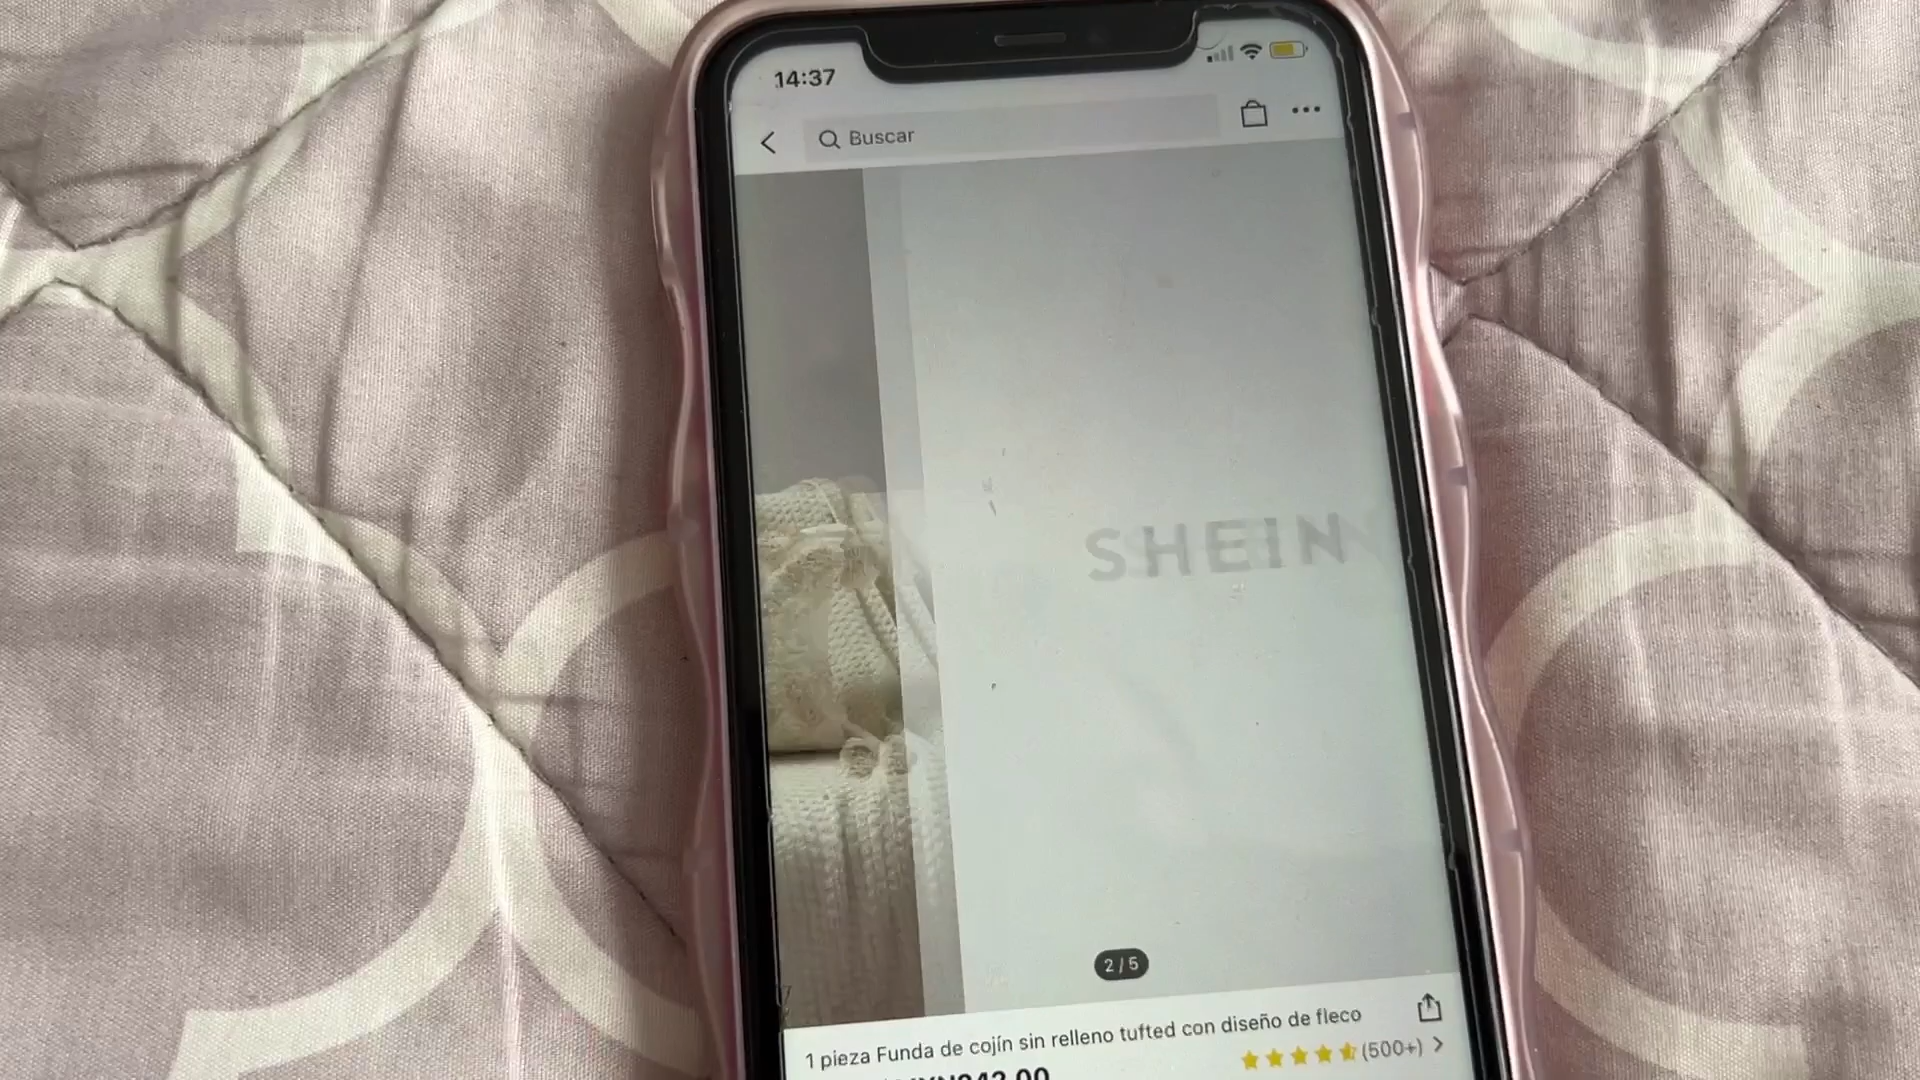 14:37
Buscar
SHEIN
2/5
1 pieza Funda de cojín sin relleno tufted con diseño de fleco
(500+)